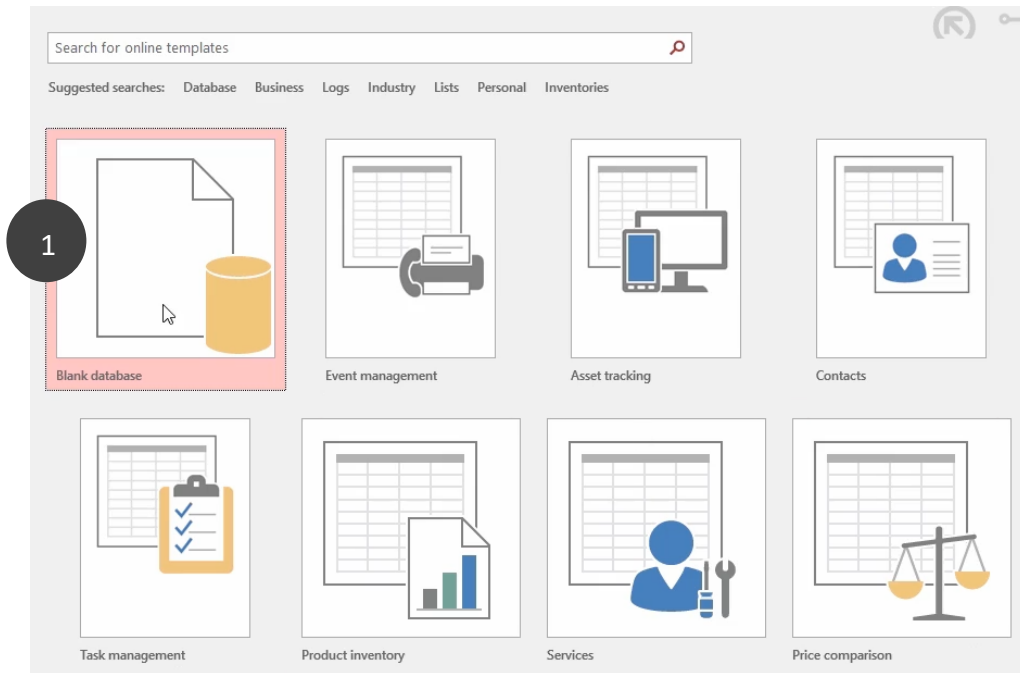 Search for online templates
Suggested searches: Database Business Logs Industry Lists Personal Inventories
1
Blank database Event management Asset tracking Contacts
Task management Product inventory Services Price comparison